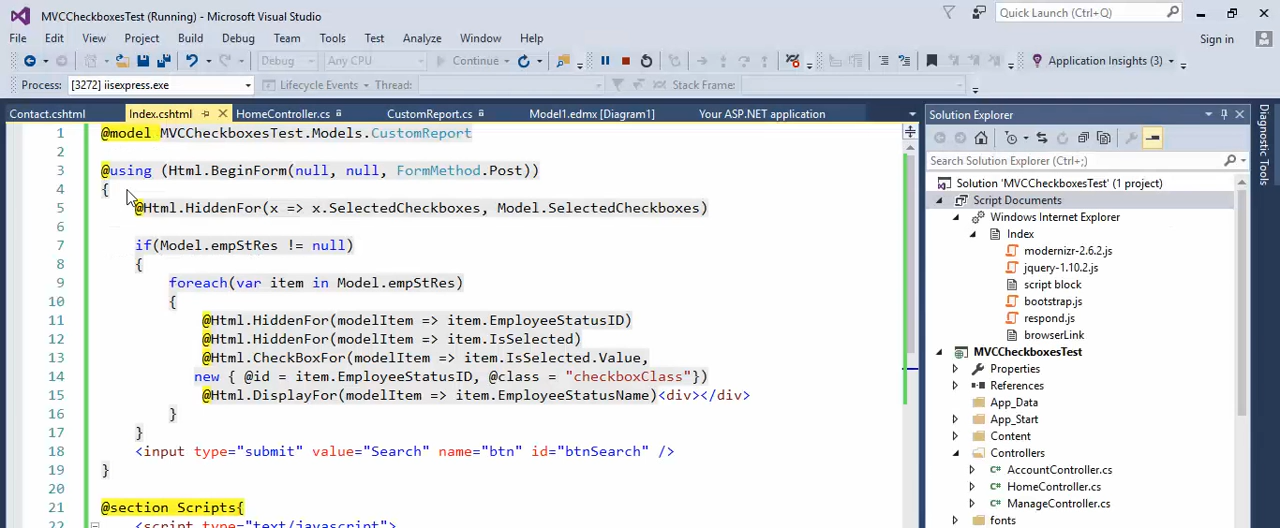 MVCCheckboxesTest (Running) - Microsoft Visual Studio
Quick Launch (Ctrl+Q)
File Edit View Project Build Debug Team Tools Test Analyze Window Help
Sign in
Debug Any CPU Continue Application Insights (3)
Process: [3272] iisexpress.exe Lifecycle Events Thread: Stack Frame:
Contact.cshtml Index.cshtml HomeController.cs CustomReport.cs Model1.edmx [Diagram1] Your ASP.NET application
1 @model MVCCheckboxesTest.Models.CustomReport
2
3 @using (Html.BeginForm(null, null, FormMethod.Post))
4 {
5 @Html.HiddenFor(x => x.SelectedCheckboxes, Model.SelectedCheckboxes)
6
7 if(Model.empStRes != null)
8 {
9 foreach(var item in Model.empStRes)
10 {
11 @Html.HiddenFor(modelItem => item.EmployeeStatusID)
12 @Html.HiddenFor(modelItem => item.IsSelected)
13 @Html.CheckBoxFor(modelItem => item.IsSelected.Value,
14 new { @id = item.EmployeeStatusID, @class = "checkboxClass"})
15 @Html.DisplayFor(modelItem => item.EmployeeStatusName)<div></div>
16 }
17 }
18 <input type="submit" value="Search" name="btn" id="btnSearch" />
19 }
20
21 @section Scripts{
22 <script type="text/javascript">
Solution Explorer
Search Solution Explorer
Solution 'MVCCheckboxesTest' (1 project)
Script Documents
Windows Internet Explorer
Index
modernizr-2.6.2.js
jquery-1.10.2.js
script block
bootstrap.js
respond.js
browserLink
MVCCheckboxesTest
Properties
References
App_Data
App_Start
Content
Controllers
AccountController.cs
HomeController.cs
ManageController.cs
fonts
Diagnostic Tools